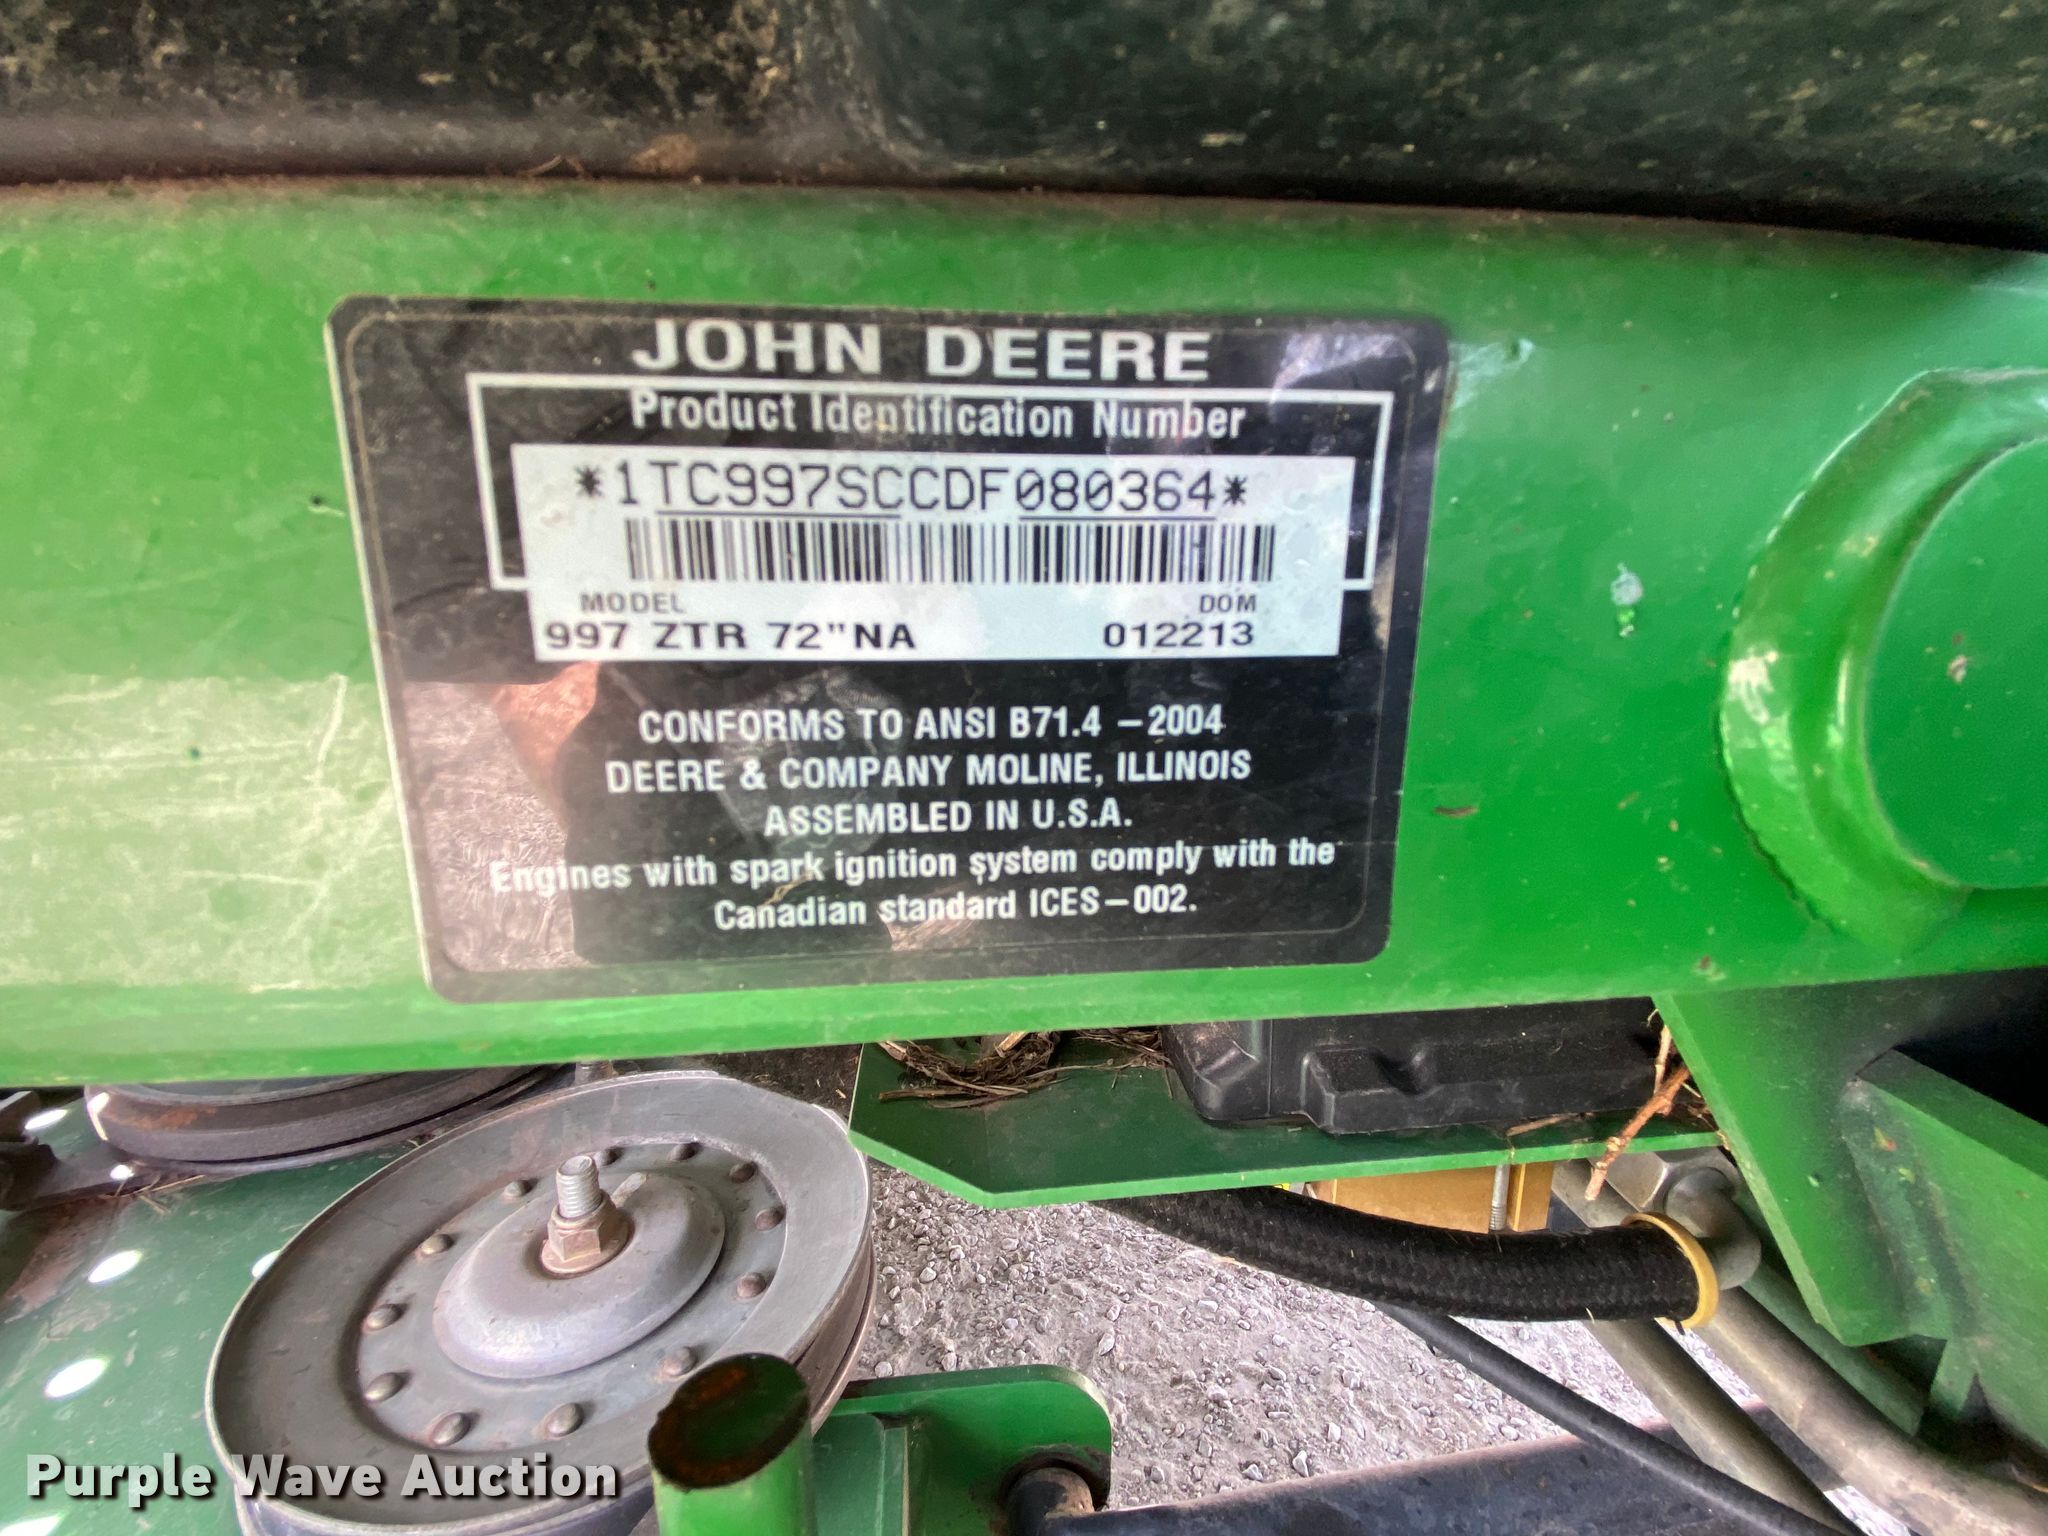 JOHN DEERE
Product Identification Number
*1TC997SCCDF080364*
MODEL DOM
997 ZTR 72"NA 012213
CONFORMS TO ANSI B71.4 -2004
DEERE & COMPANY MOLINE, ILLINOIS
ASSEMBLED IN U.S.A.
Engines with spark ignition system comply with the
Canadian standard ICES-002.
Purple Wave Auction